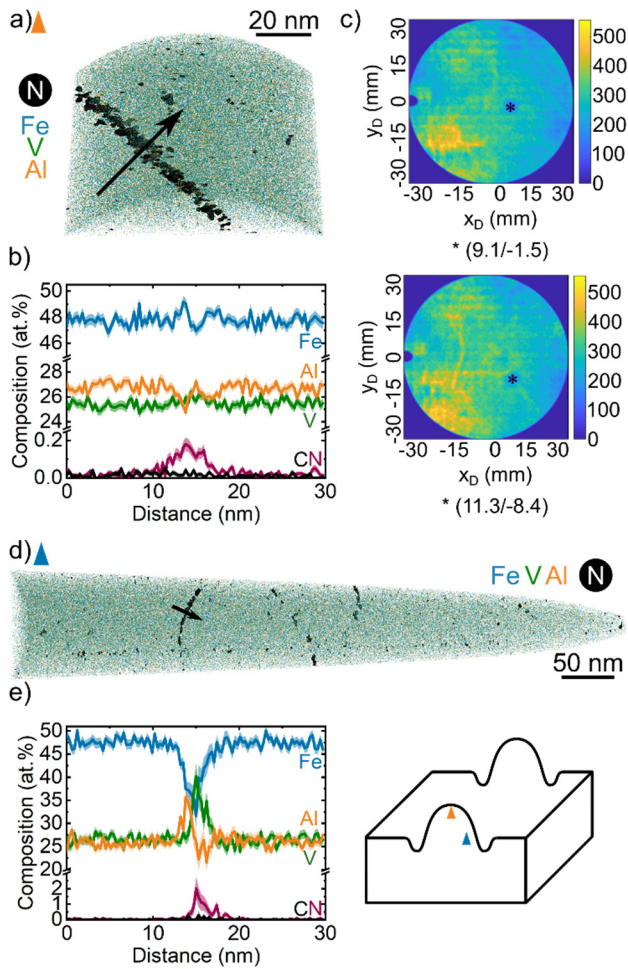 a)
20 nm
N
Fe
V
Al
b)
Composition (at.%)
50
48
46
28
26
24
0.2
0.0
Fe
Al
V
CN
0 10 20 30
Distance (nm)
c)
y_D (mm)
30
15
0
-15
-30
-30 -15 0 15 30
x_D (mm)
*
500
400
300
200
100
0
* (9.1/-1.5)
y_D (mm)
30
15
0
-15
-30
-30 -15 0 15 30
x_D (mm)
*
500
400
300
200
100
0
* (11.3/-8.4)
d)
Fe V Al N
50 nm
e)
Composition (at.%)
50
45
40
35
30
25
20
2
1
0
Fe
Al
V
CN
0 10 20 30
Distance (nm)